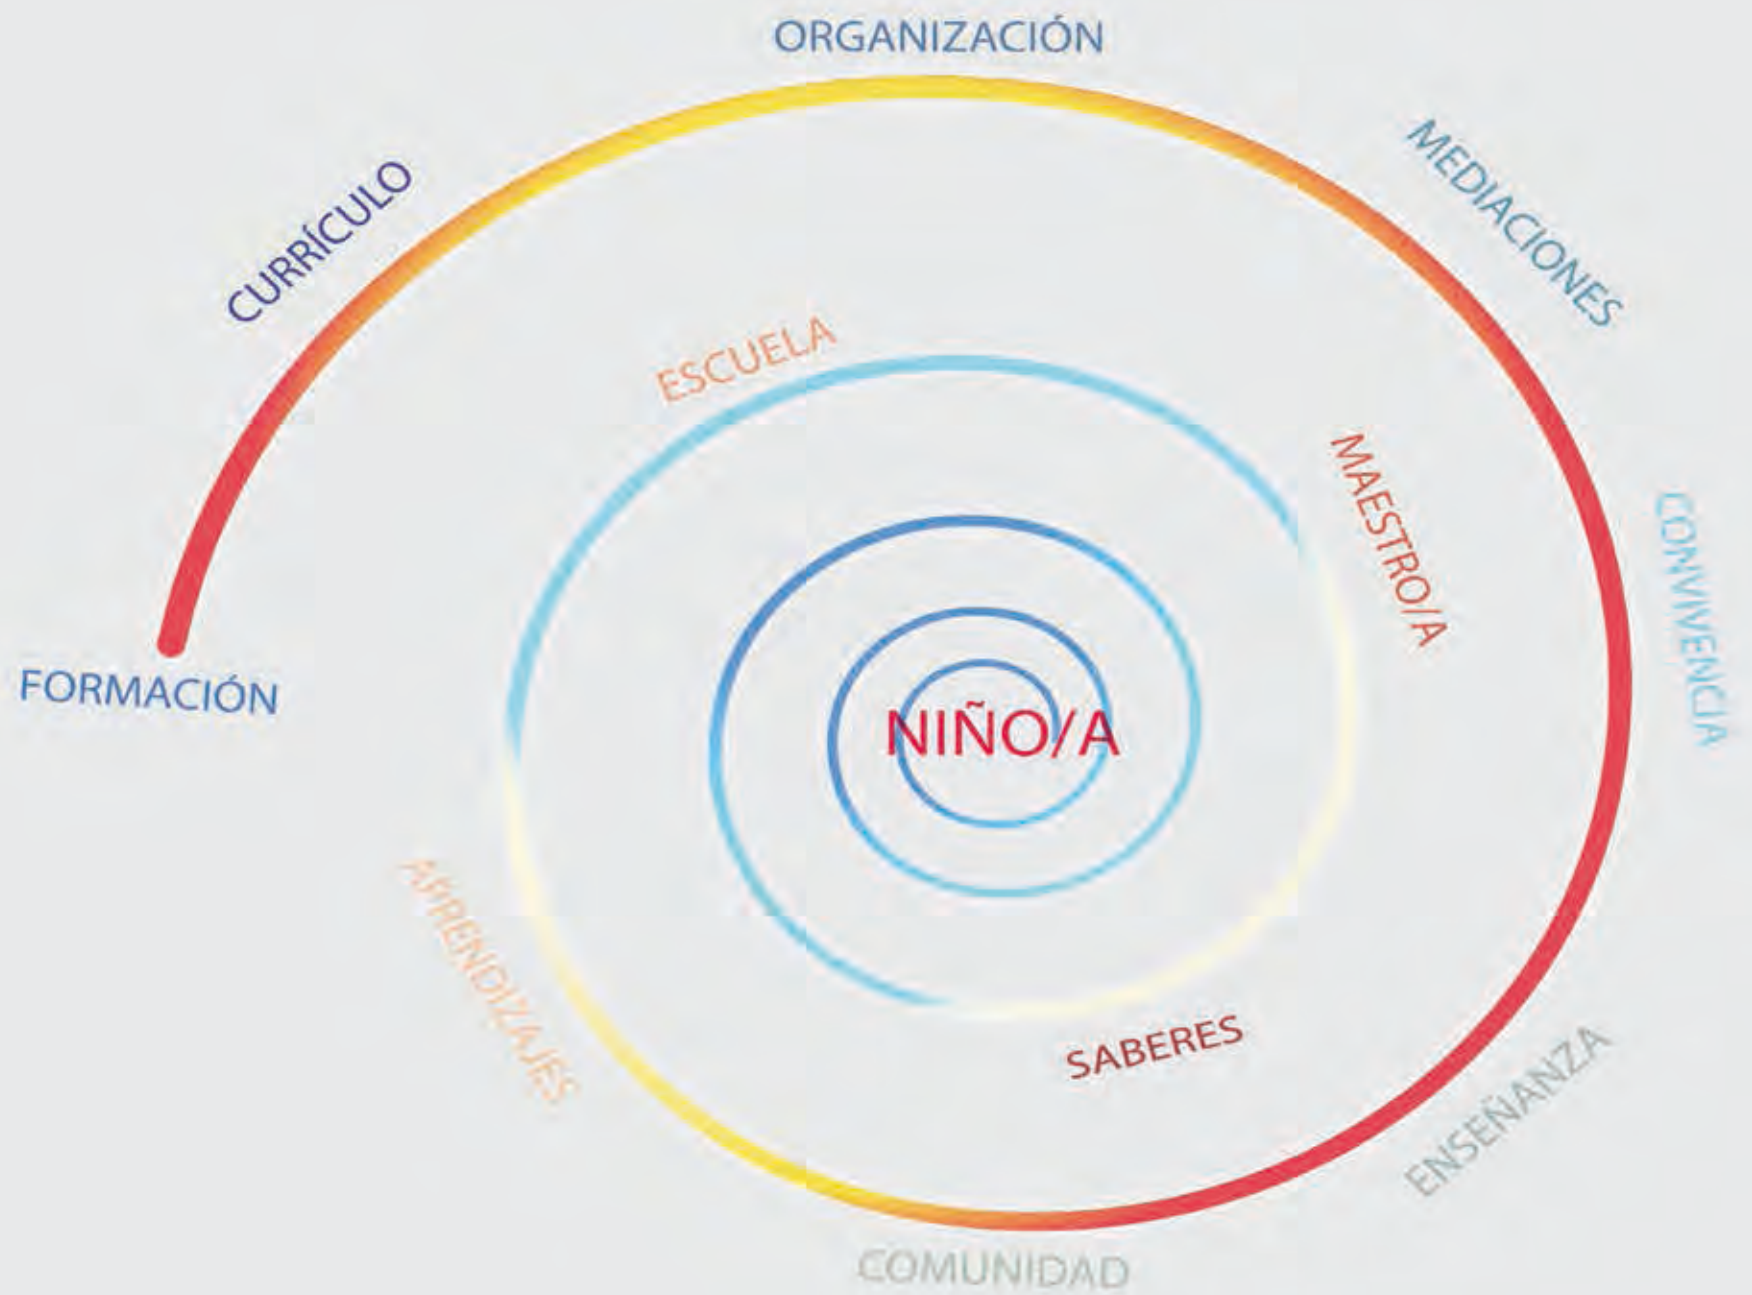 ORGANIZACIÓN
MEDIACIONES
CURRÍCULO
ESCUELA
MAESTRO/A
CONVIVENCIA
FORMACIÓN
NIÑO/A
APRENDIZAJES
SABERES
ENSEÑANZA
COMUNIDAD